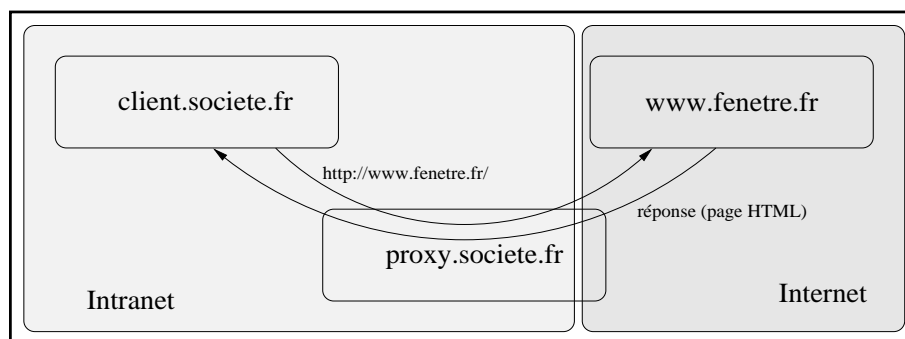 client.societe.fr
www.fenetre.fr
http://www.fenetre.fr/
réponse (page HTML)
proxy.societe.fr
Intranet
Internet